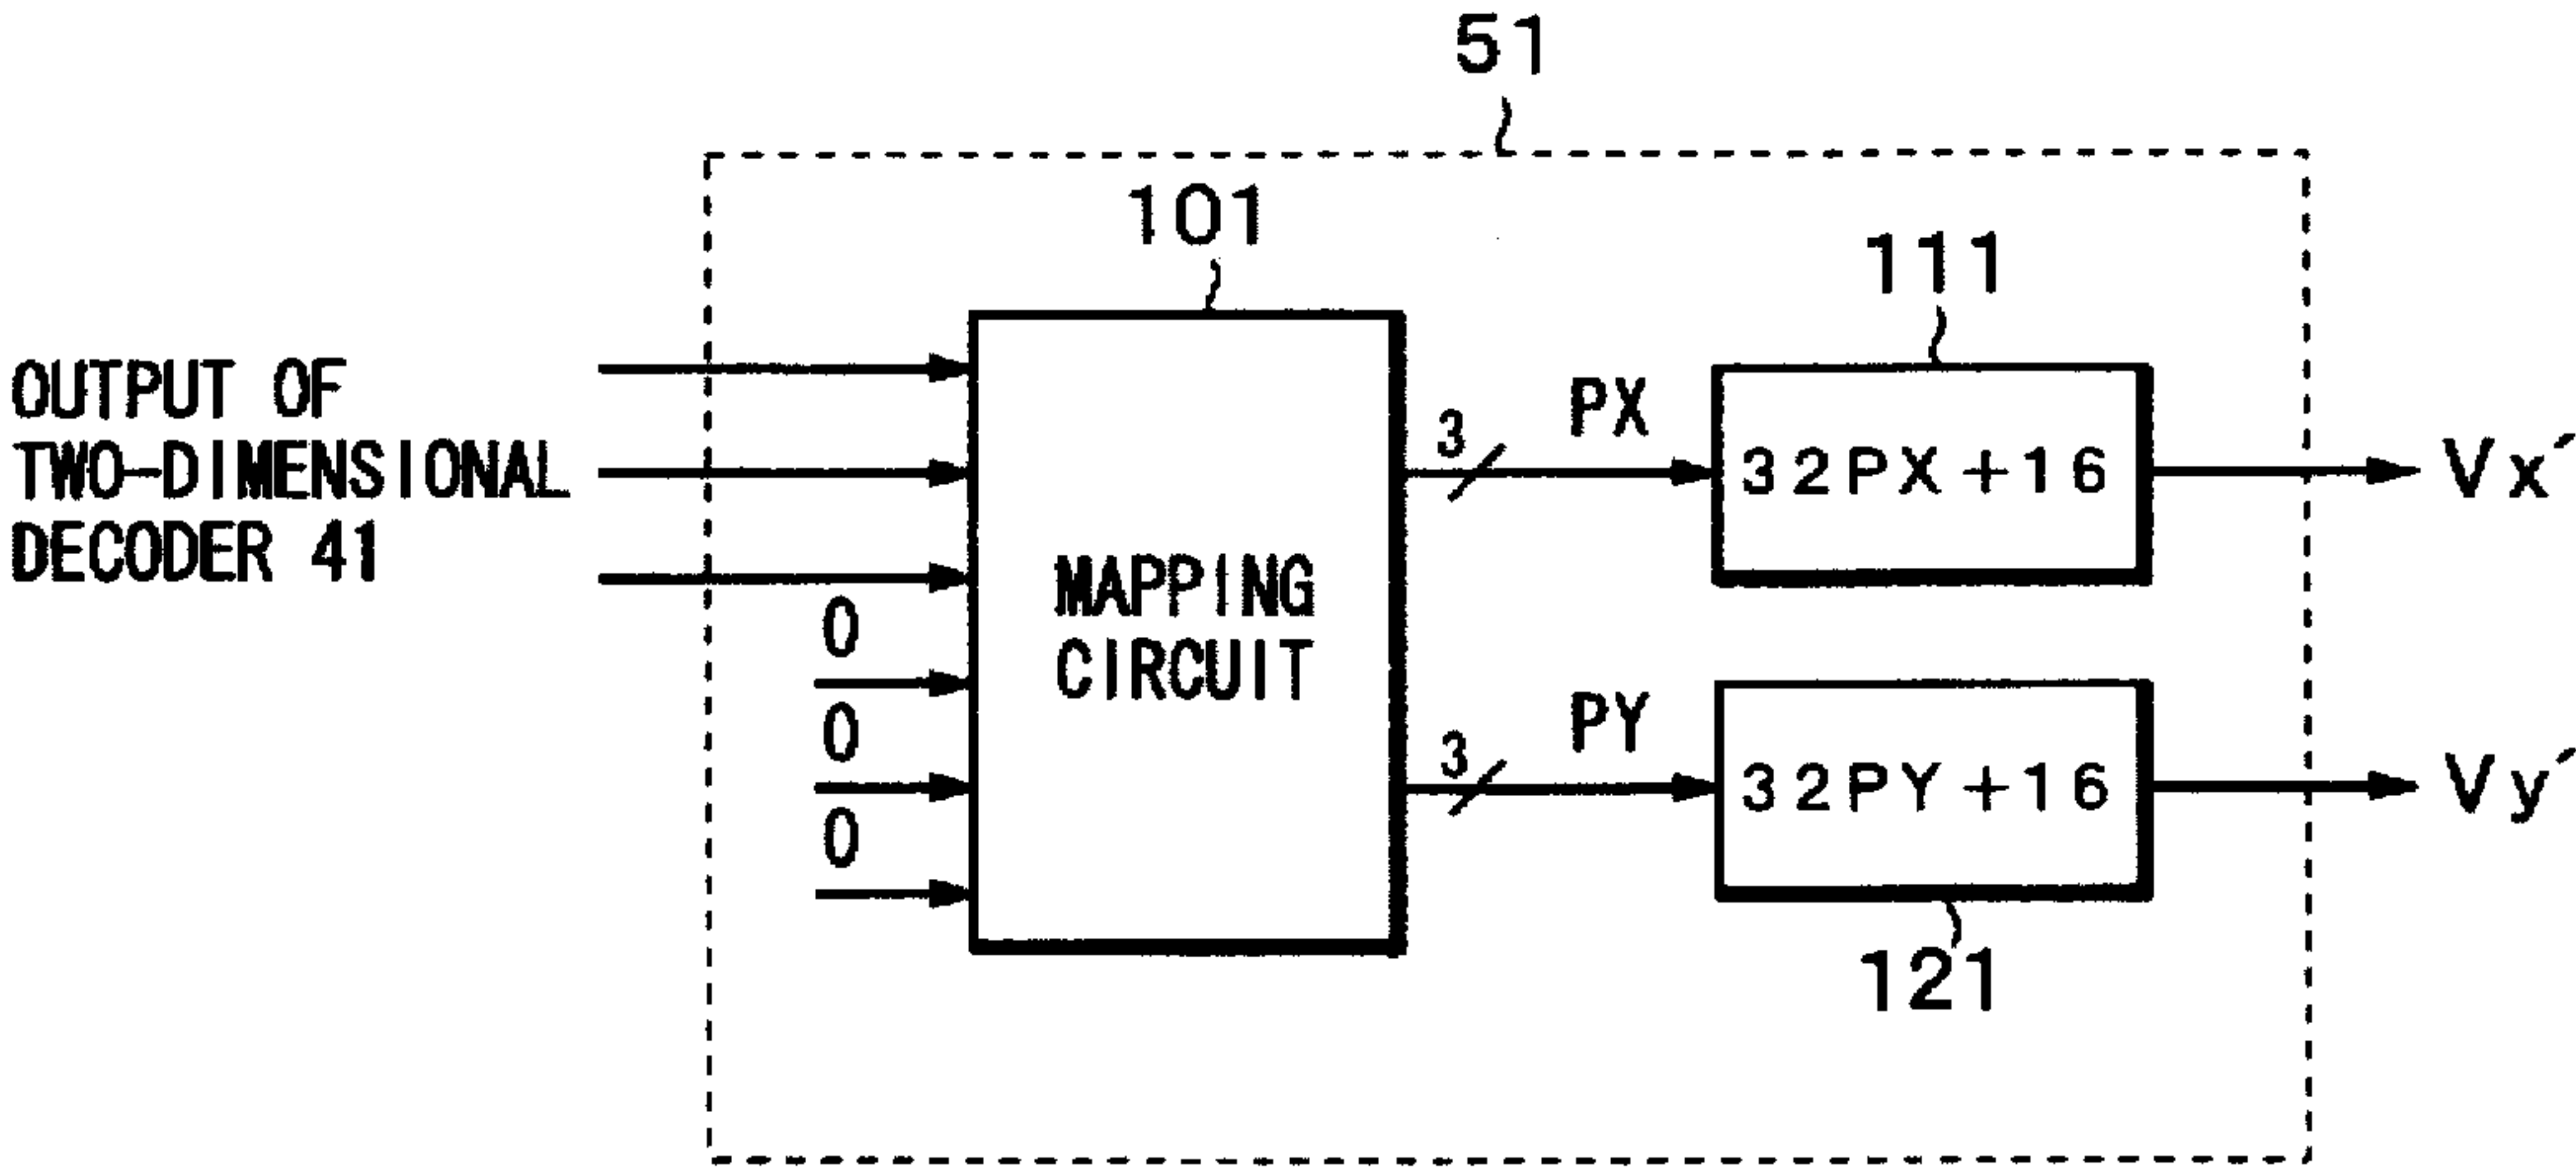 51
101
111
OUTPUT OF
TWO-DIMENSIONAL
DECODER 41
0
0
0
MAPPING
CIRCUIT
3
PX
32PX+16
Vx´
3
PY
32PY+16
Vy´
121